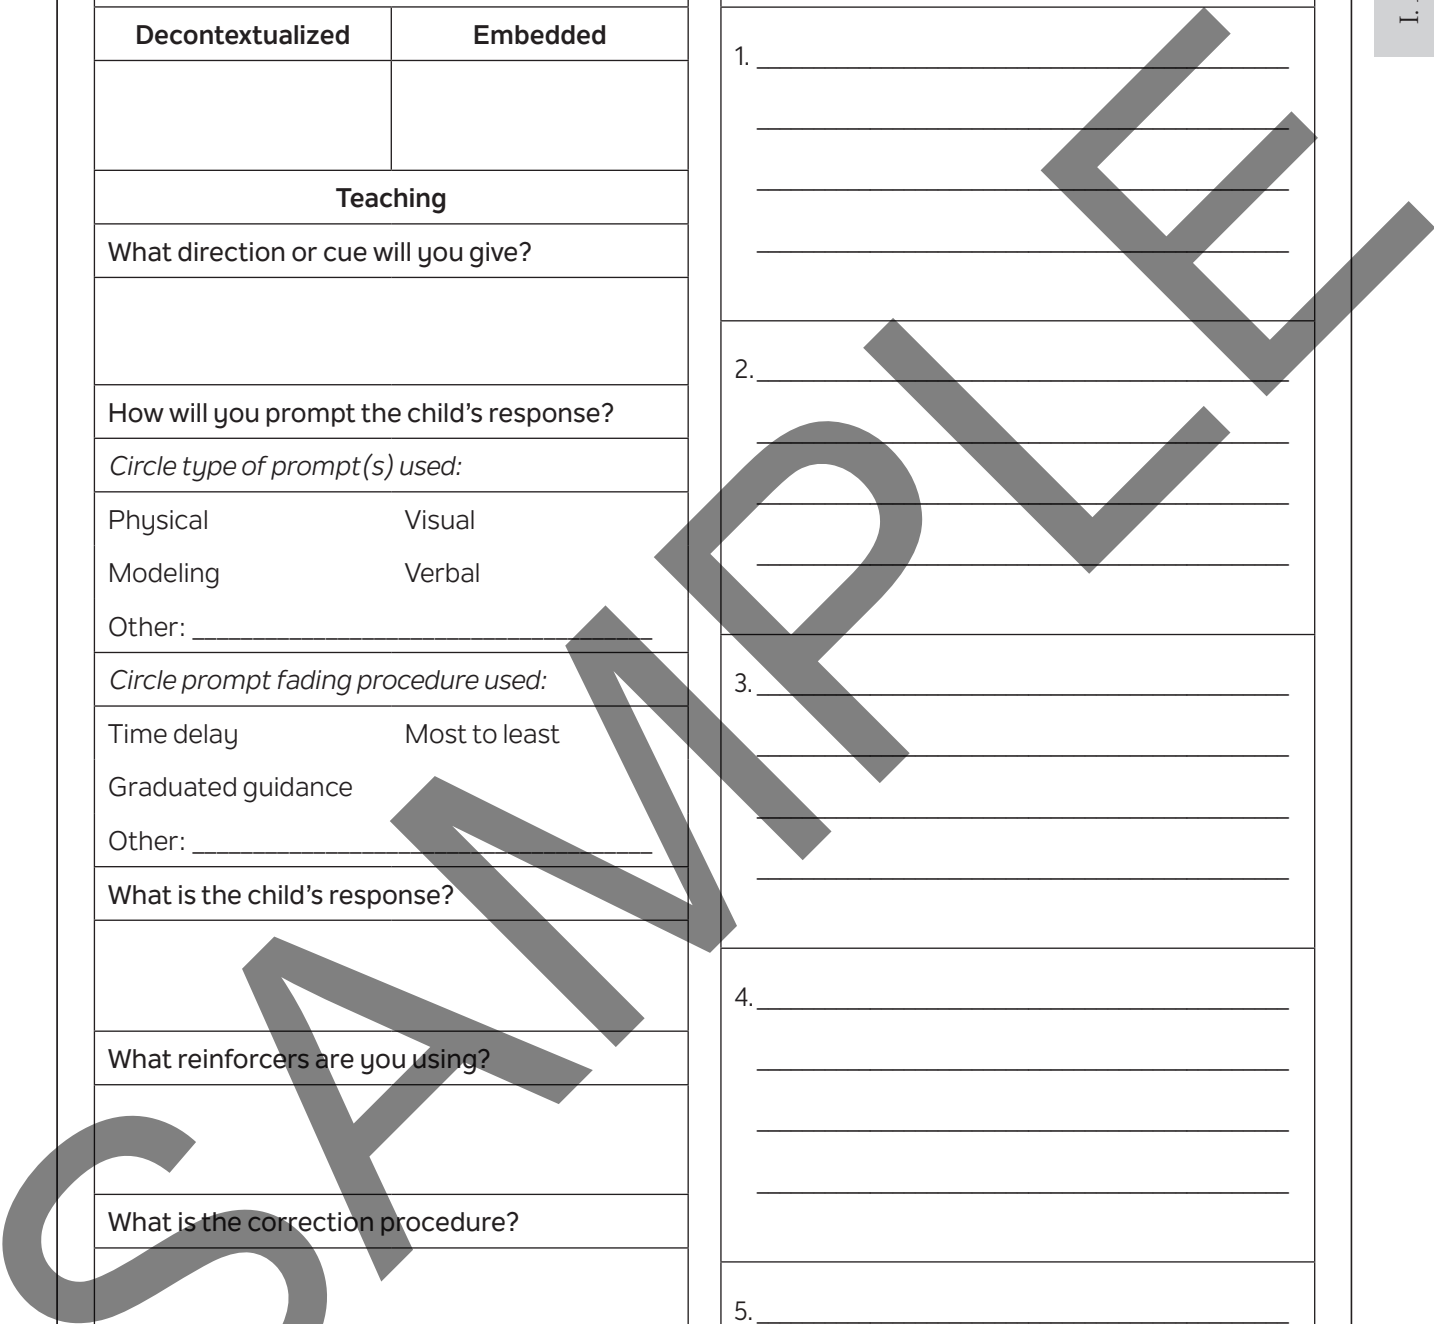 Decontextualized Embedded
Teaching
What direction or cue will you give?
How will you prompt the child's response?
Circle type of prompt(s) used:
Physical Visual
Modeling Verbal
Other: ______________________________________
Circle prompt fading procedure used:
Time delay Most to least
Graduated guidance
Other: ______________________________________
What is the child's response?
What reinforcers are you using?
What is the correction procedure?
1.
2.
3.
4.
5.
I.
SAMPLE